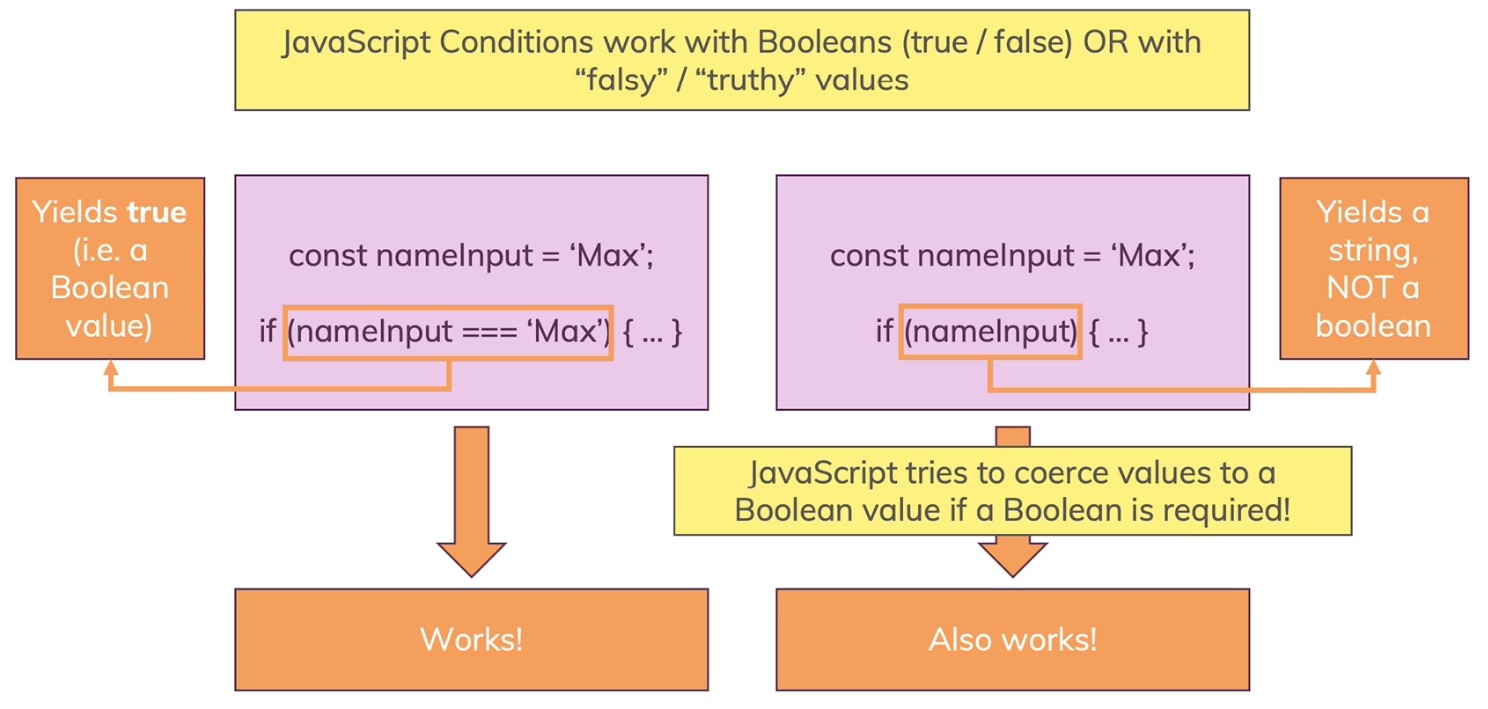 JavaScript Conditions work with Booleans (true / false) OR with
“falsy” / “truthy” values
Yields true
(i.e. a
Boolean
value)
const nameInput = ‘Max’;
if (nameInput === ‘Max’) { … }
const nameInput = ‘Max’;
if (nameInput) { … }
Yields a
string,
NOT a
boolean
JavaScript tries to coerce values to a
Boolean value if a Boolean is required!
Works!
Also works!